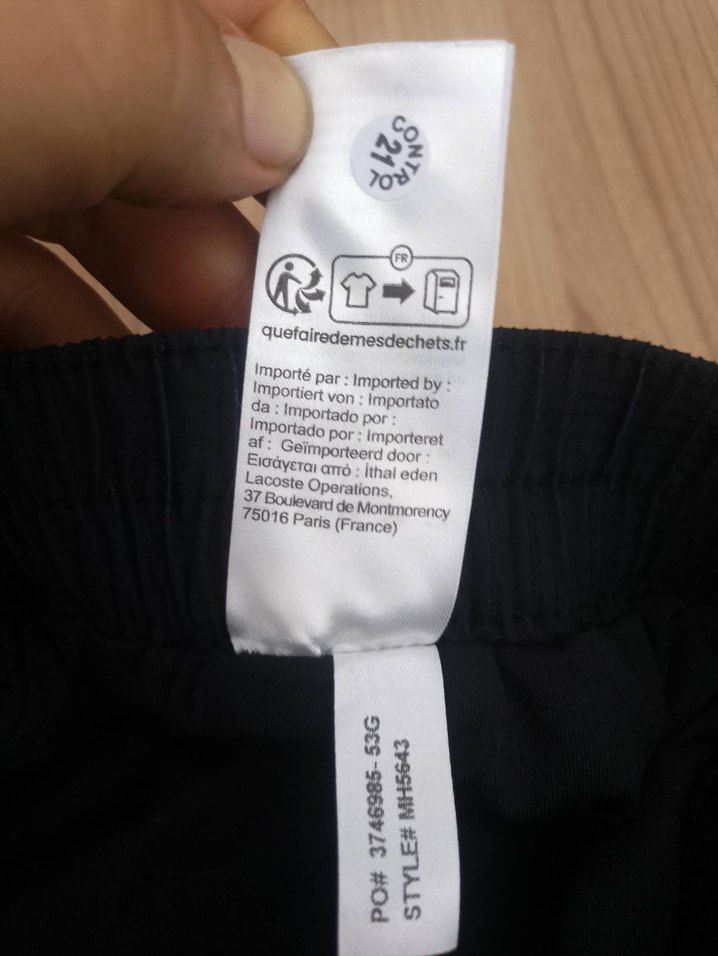 CONTROL
21
FR
quefairedemesdechets.fr
Importé par : Imported by :
Importiert von : Importato
da : Importado por :
Importado por : Importeret
af : Geïmporteerd door :
Εισάγεται από : İthal eden
Lacoste Operations,
37 Boulevard de Montmorency
75016 Paris (France)
PO# 3746985- 53G
STYLE# MH5643